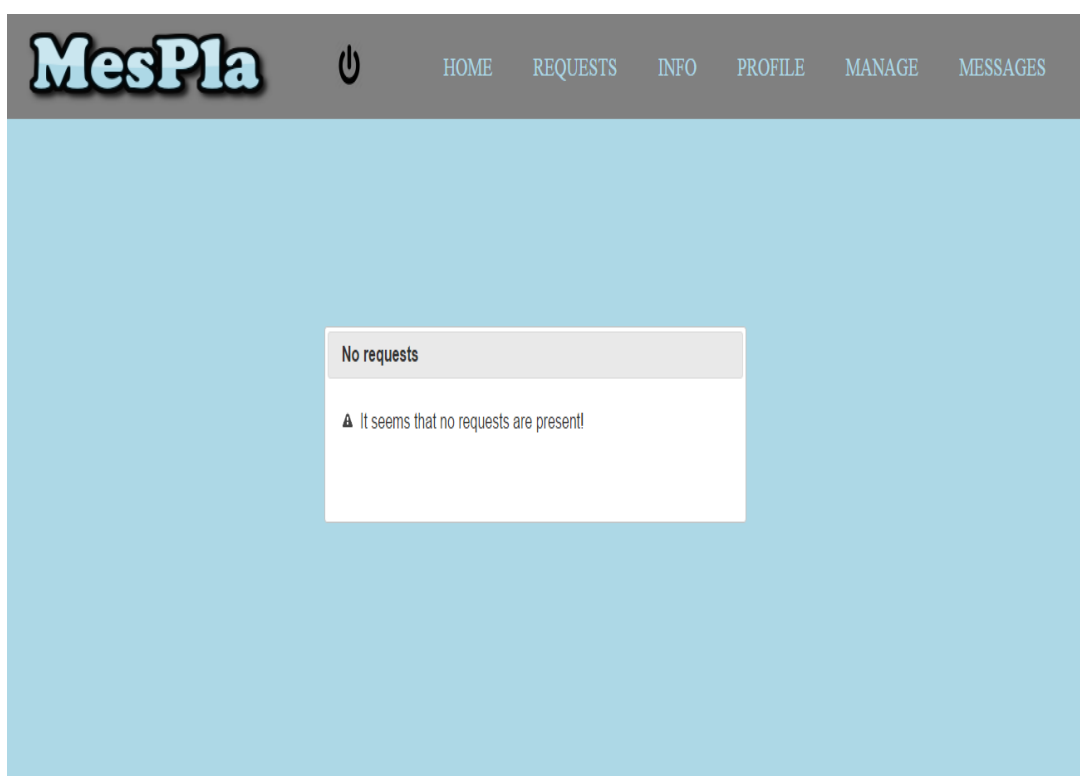 MesPla
HOME REQUESTS INFO PROFILE MANAGE MESSAGES
No requests
It seems that no requests are present!